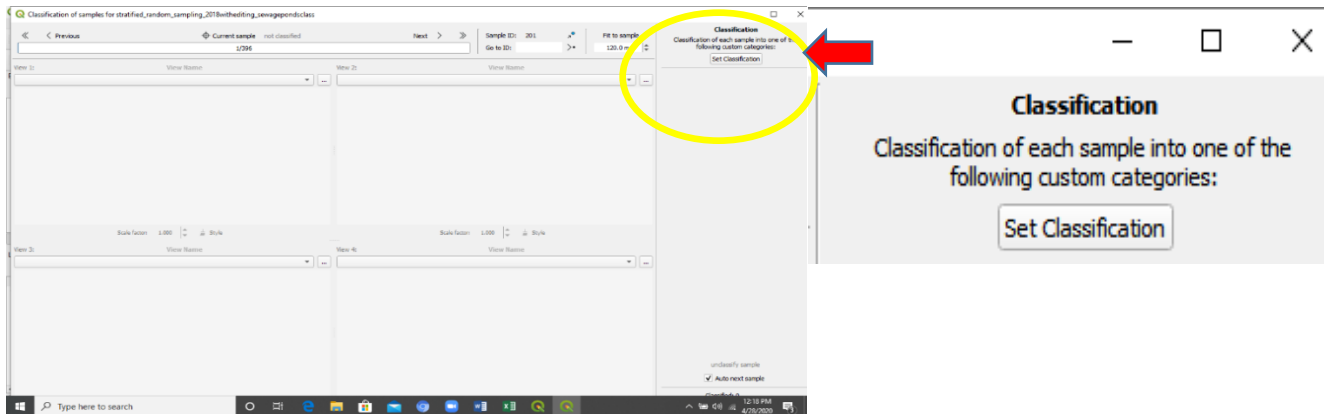 Classification of samples for stratified_random_sampling_2018withediting_sewagepondsclass
< Previous
Current sample not classified
Next >
Sample ID: 201
Fit to sample
1/396
Go to ID:
120.0 m
Classification
Classification of each sample into one of the
following custom categories:
Set Classification
View 1:
View Name
View 2:
View Name
...
...
Scale factor: 1.000
Style
Scale factor: 1.000
Style
View 3:
View Name
View 4:
View Name
...
...
unclassify sample
Auto next sample
Type here to search
12:18 PM
4/28/2020
Classification
Classification of each sample into one of the
following custom categories:
Set Classification